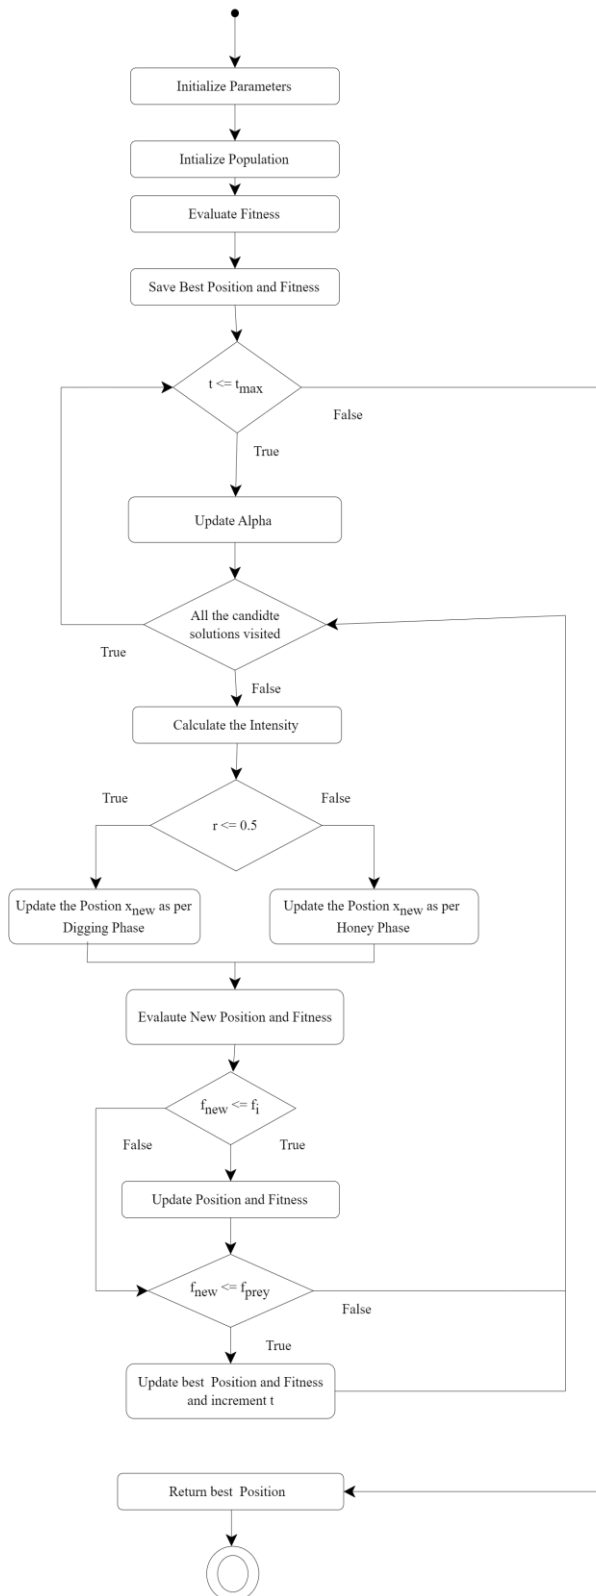 Initialize Parameters
Intialize Population
Evaluate Fitness
Save Best Position and Fitness
t <= tmax
False
True
Update Alpha
All the candidte
solutions visited
True
False
Calculate the Intensity
True
False
r <= 0.5
Update the Postion xnew as per
Digging Phase
Update the Postion xnew as per
Honey Phase
Evalaute New Position and Fitness
fnew <= fi
False
True
Update Position and Fitness
fnew <= fprey
False
True
Update best Position and Fitness
and increment t
Return best Position